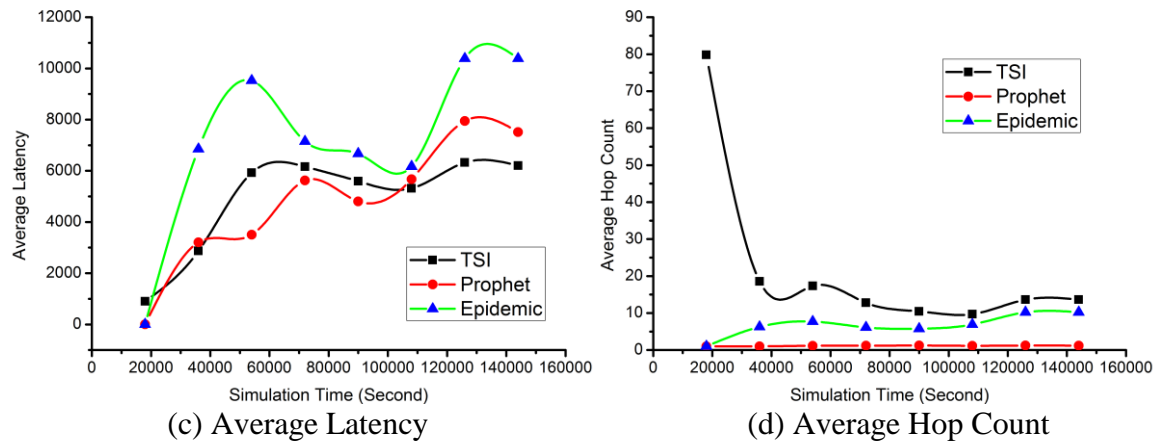 12000
10000
8000
6000
4000
2000
0
Average Latency
TSI
Prophet
Epidemic
0 20000 40000 60000 80000 100000 120000 140000 160000
Simulation Time (Second)
(c) Average Latency
90
80
70
60
50
40
30
20
10
0
Average Hop Count
TSI
Prophet
Epidemic
0 20000 40000 60000 80000 100000 120000 140000 160000
Simulation Time (Second)
(d) Average Hop Count